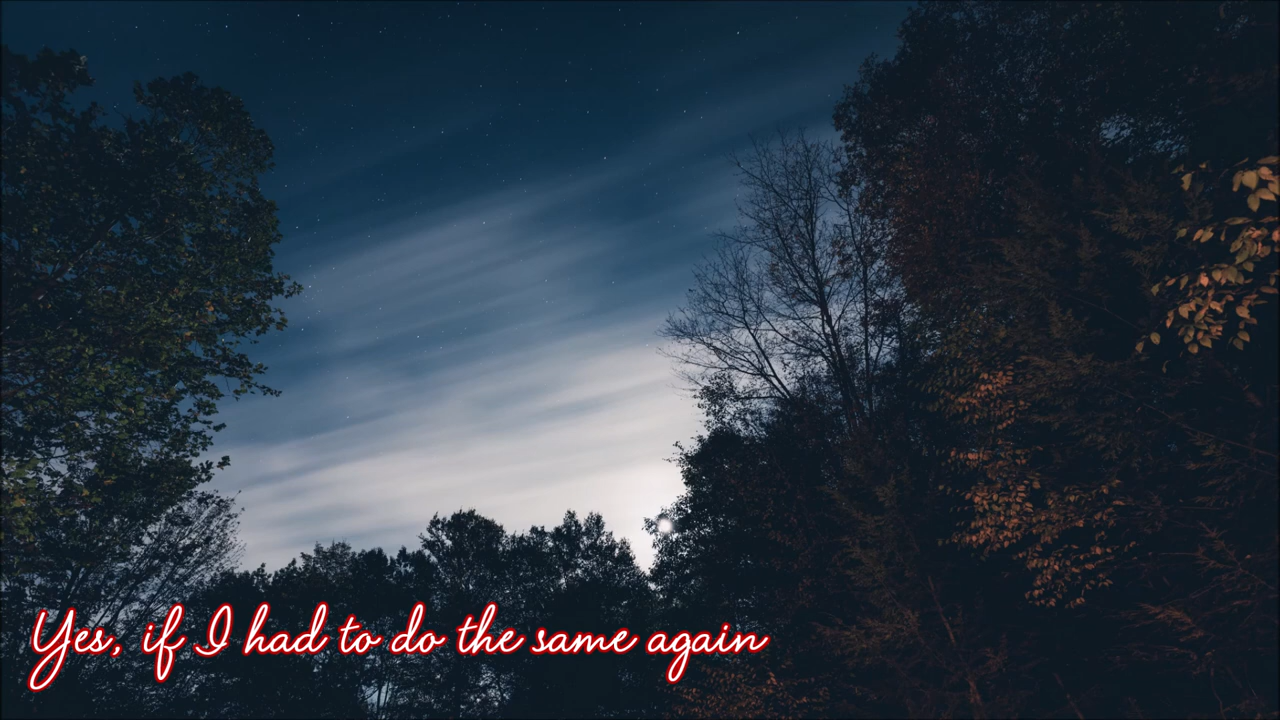 Yes, if I had to do the same again